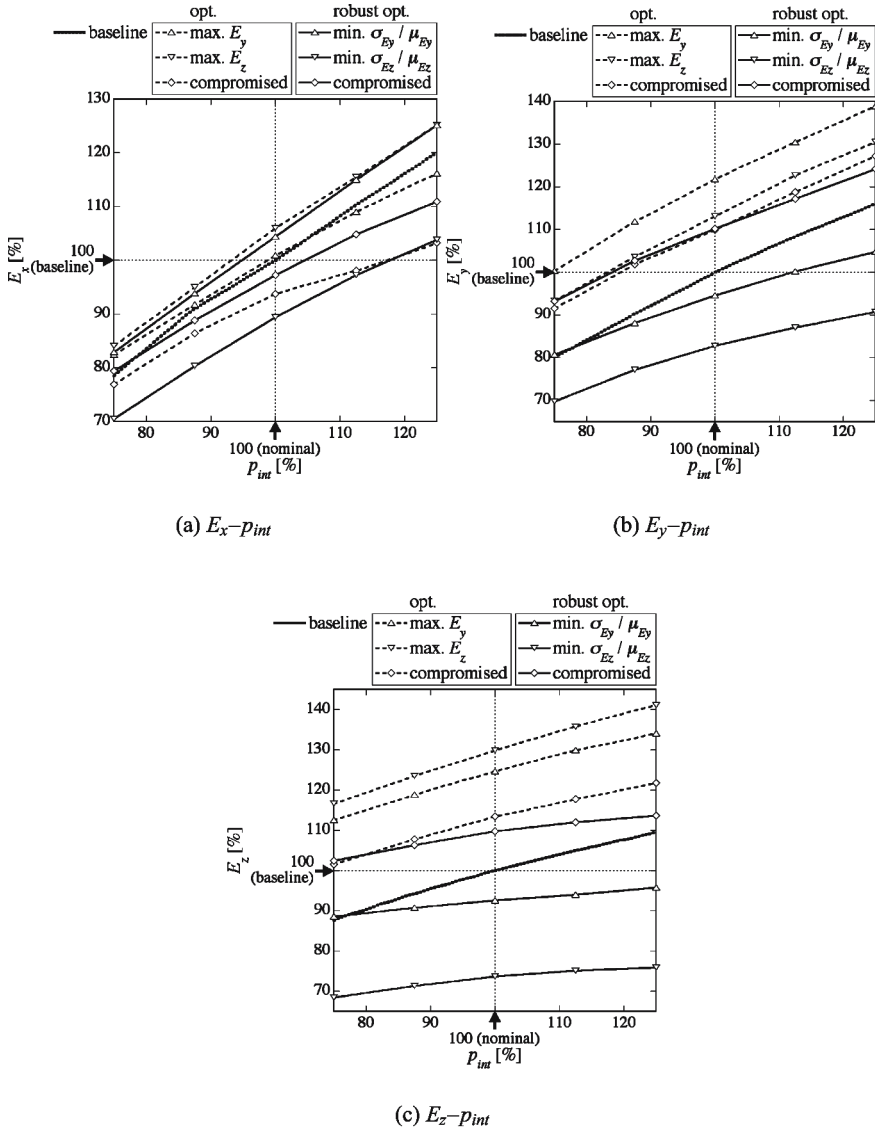 opt. robust opt.
baseline max. E_y min. σ_Ey / μ_Ey
max. E_z min. σ_Ez / μ_Ez
compromised compromised
130
120
110
100
(baseline)
90
80
70
E_x [%]
80 90 110 120
100 (nominal)
p_int [%]
(a) E_x–p_int
opt. robust opt.
baseline max. E_y min. σ_Ey / μ_Ey
max. E_z min. σ_Ez / μ_Ez
compromised compromised
140
130
120
110
100
(baseline)
90
80
70
E_y [%]
80 90 110 120
100 (nominal)
p_int [%]
(b) E_y–p_int
opt. robust opt.
baseline max. E_y min. σ_Ey / μ_Ey
max. E_z min. σ_Ez / μ_Ez
compromised compromised
140
130
120
110
100
(baseline)
90
80
70
E_z [%]
80 90 110 120
100 (nominal)
p_int [%]
(c) E_z–p_int